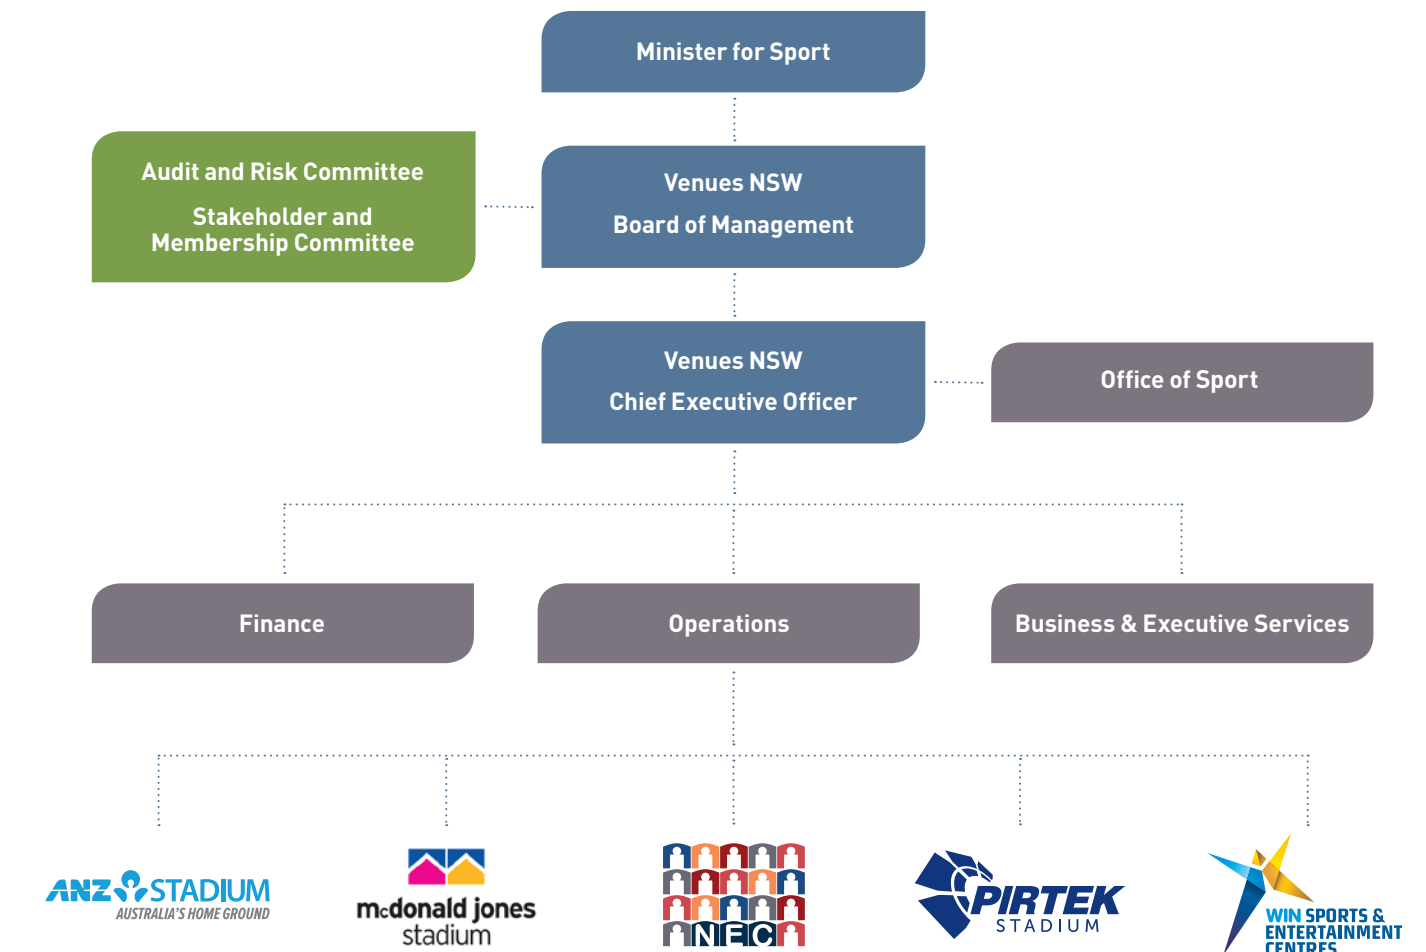 Minister for Sport
Audit and Risk Committee
Stakeholder and
Membership Committee
Venues NSW
Board of Management
Venues NSW
Chief Executive Officer
Office of Sport
Finance
Operations
Business & Executive Services
ANZ STADIUM
AUSTRALIA'S HOME GROUND
mcdonald jones
stadium
NEC
PIRTEK
STADIUM
WIN SPORTS &
ENTERTAINMENT
CENTRES